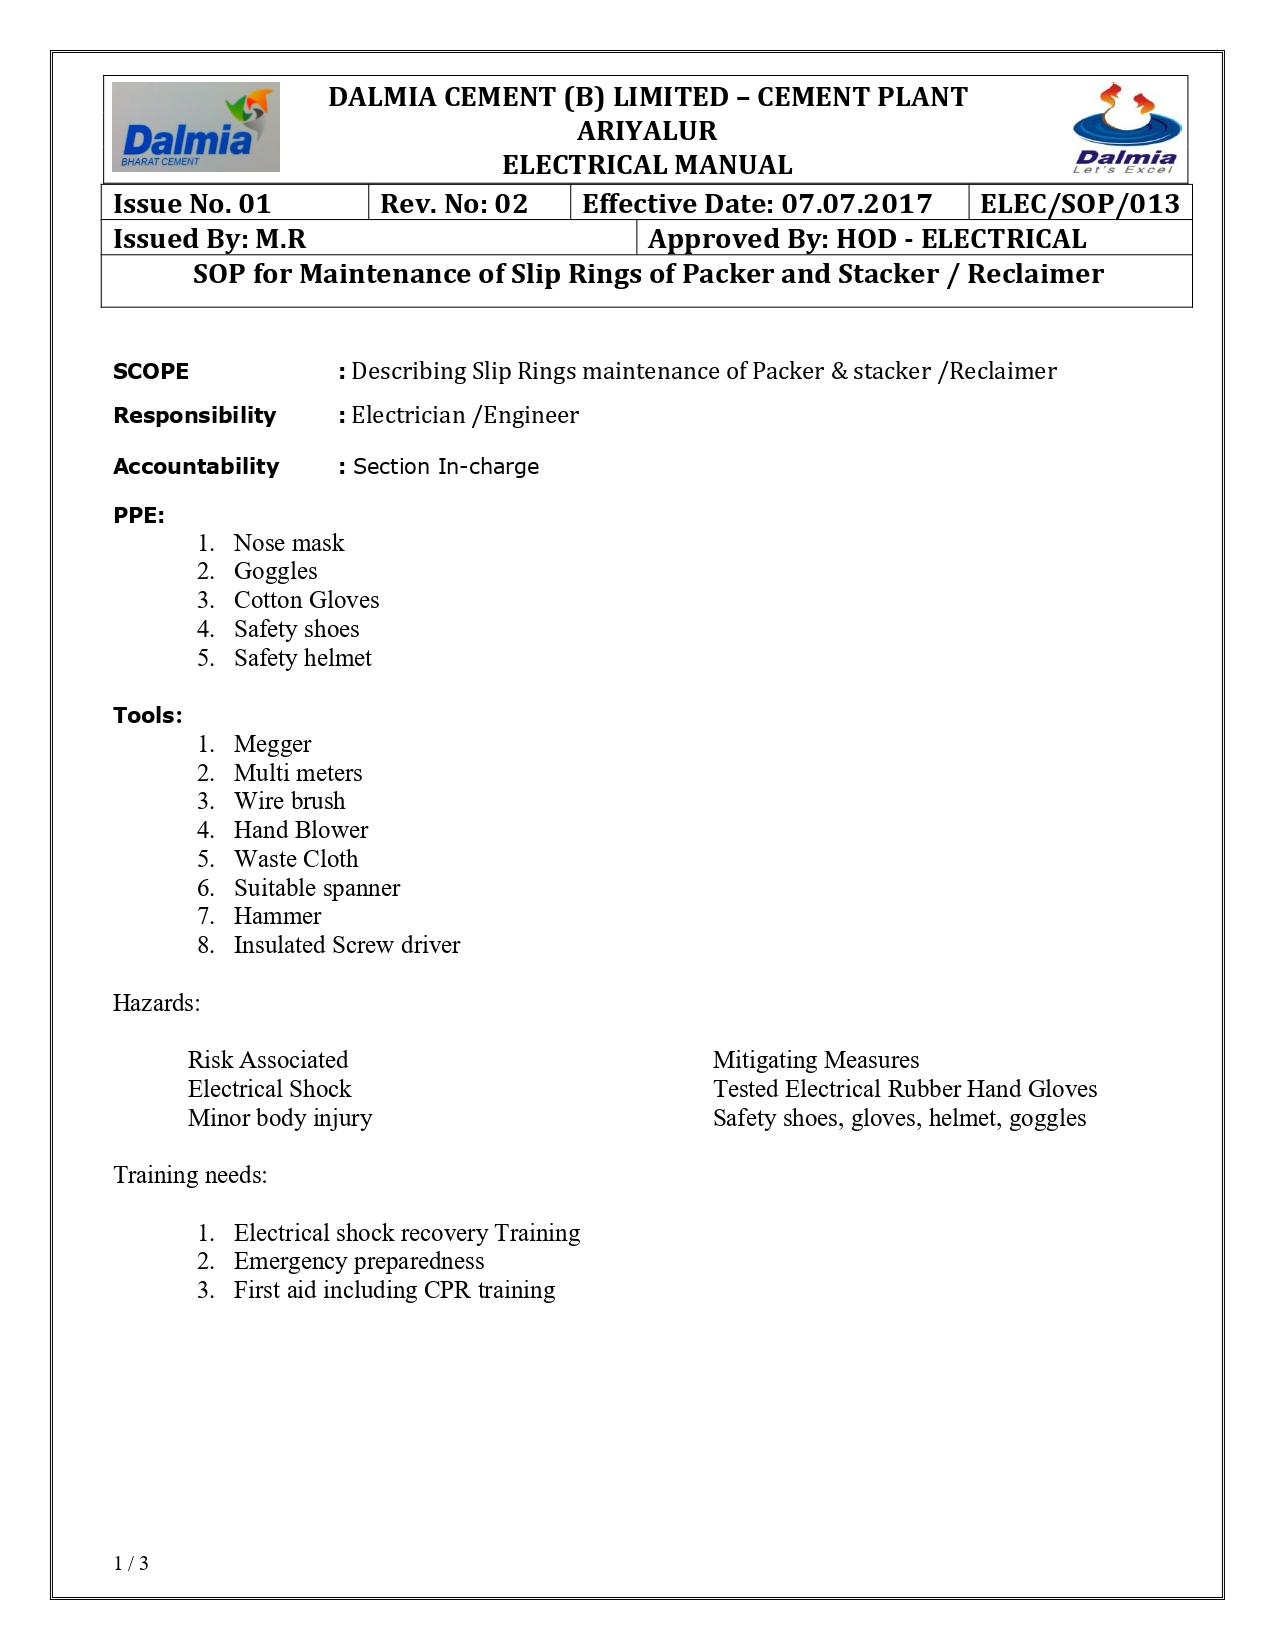 Dalmia
BHARAT CEMENT
DALMIA CEMENT (B) LIMITED – CEMENT PLANT
ARIYALUR
ELECTRICAL MANUAL
Dalmia
Let's Excel
Issue No. 01 Rev. No: 02 Effective Date: 07.07.2017 ELEC/SOP/013
Issued By: M.R Approved By: HOD - ELECTRICAL
SOP for Maintenance of Slip Rings of Packer and Stacker / Reclaimer
SCOPE : Describing Slip Rings maintenance of Packer & stacker /Reclaimer
Responsibility : Electrician /Engineer
Accountability : Section In-charge
PPE:
1. Nose mask
2. Goggles
3. Cotton Gloves
4. Safety shoes
5. Safety helmet
Tools:
1. Megger
2. Multi meters
3. Wire brush
4. Hand Blower
5. Waste Cloth
6. Suitable spanner
7. Hammer
8. Insulated Screw driver
Hazards:
Risk Associated Mitigating Measures
Electrical Shock Tested Electrical Rubber Hand Gloves
Minor body injury Safety shoes, gloves, helmet, goggles
Training needs:
1. Electrical shock recovery Training
2. Emergency preparedness
3. First aid including CPR training
1 / 3